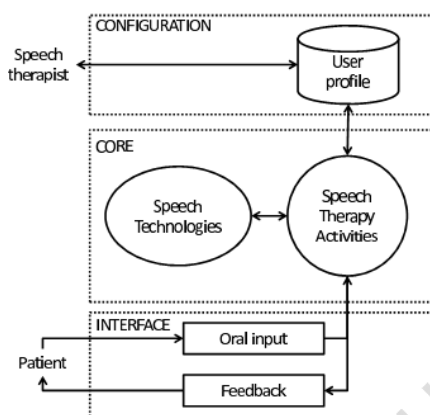 CONFIGURATION
Speech
therapist
User
profile
CORE
Speech
Technologies
Speech
Therapy
Activities
INTERFACE
Oral input
Patient
Feedback